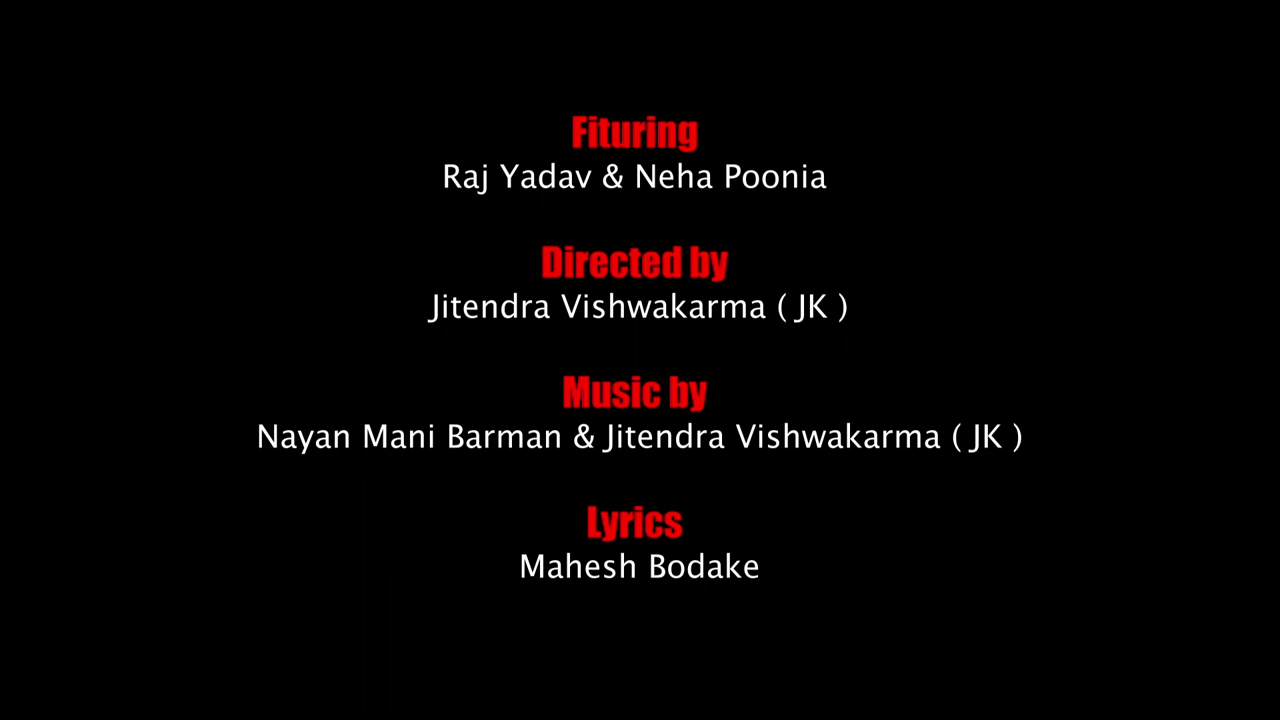 Fituring
Raj Yadav & Neha Poonia
Directed by
Jitendra Vishwakarma ( JK )
Music by
Nayan Mani Barman & Jitendra Vishwakarma ( JK )
Lyrics
Mahesh Bodake